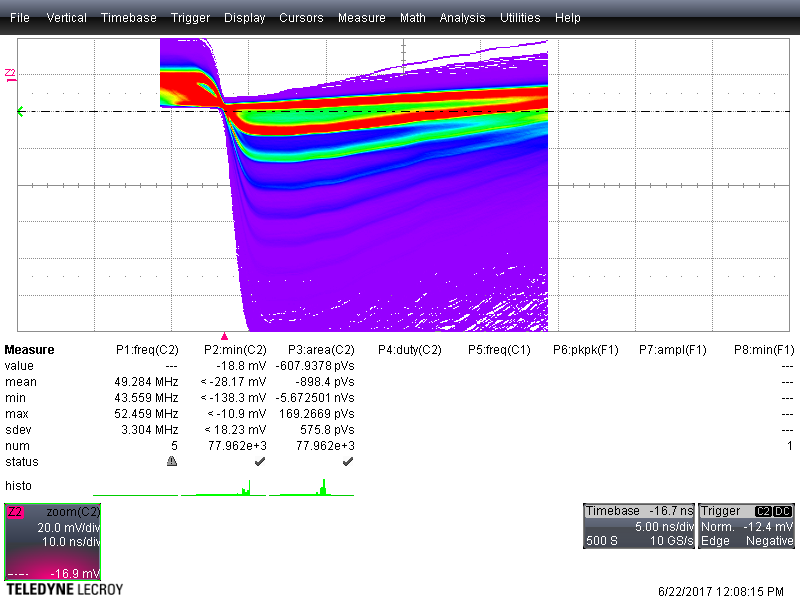 File Vertical Timebase Trigger Display Cursors Measure Math Analysis Utilities Help
Z2
Measure P1:freq(C2) P2:min(C2) P3:area(C2) P4:duty(C2) P5:freq(C1) P6:pkpk(F1) P7:ampl(F1) P8:min(F1)
value --- -18.8 mV -607.9378 pVs ---
mean 49.284 MHz < -28.17 mV -898.4 pVs ---
min 43.559 MHz < -138.3 mV -5.672501 nVs ---
max 52.459 MHz < -10.9 mV 169.2669 pVs ---
sdev 3.304 MHz < 18.23 mV 575.8 pVs ---
num 5 77.962e+3 77.962e+3 1
status
histo
Z2 zoom(C2)
20.0 mV/div
10.0 ns/div
-16.9 mV
Timebase -16.7 ns
5.00 ns/div
500 S 10 GS/s
Trigger C2 DC
Norm. -12.4 mV
Edge Negative
TELEDYNE LECROY
6/22/2017 12:08:15 PM